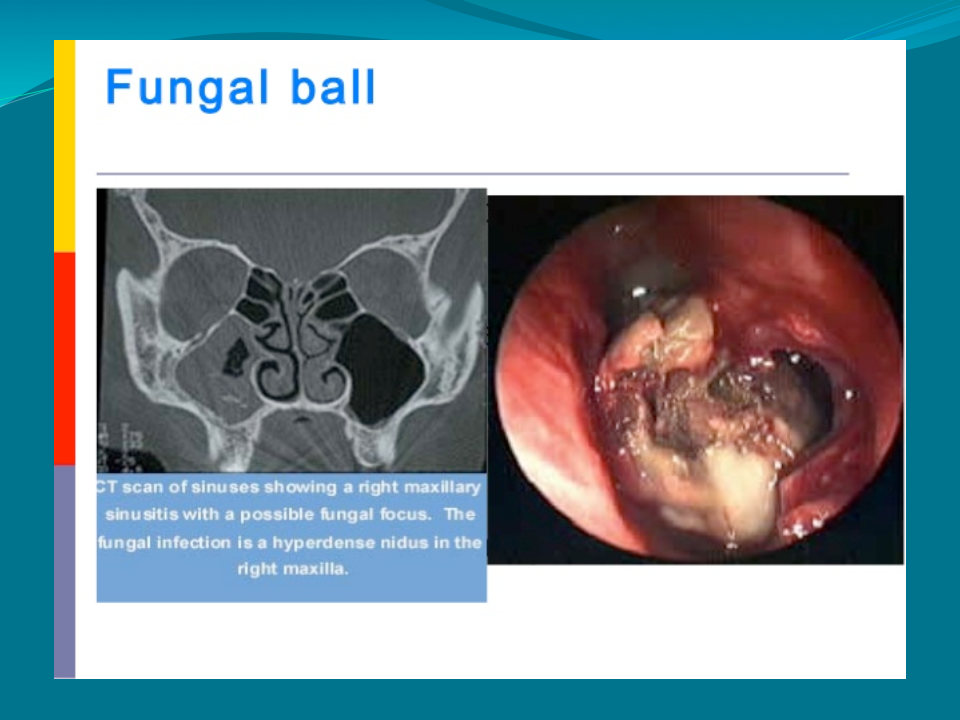 Fungal ball
CT scan of sinuses showing a right maxillary
sinusitis with a possible fungal focus. The
fungal infection is a hyperdense nidus in the
right maxilla.